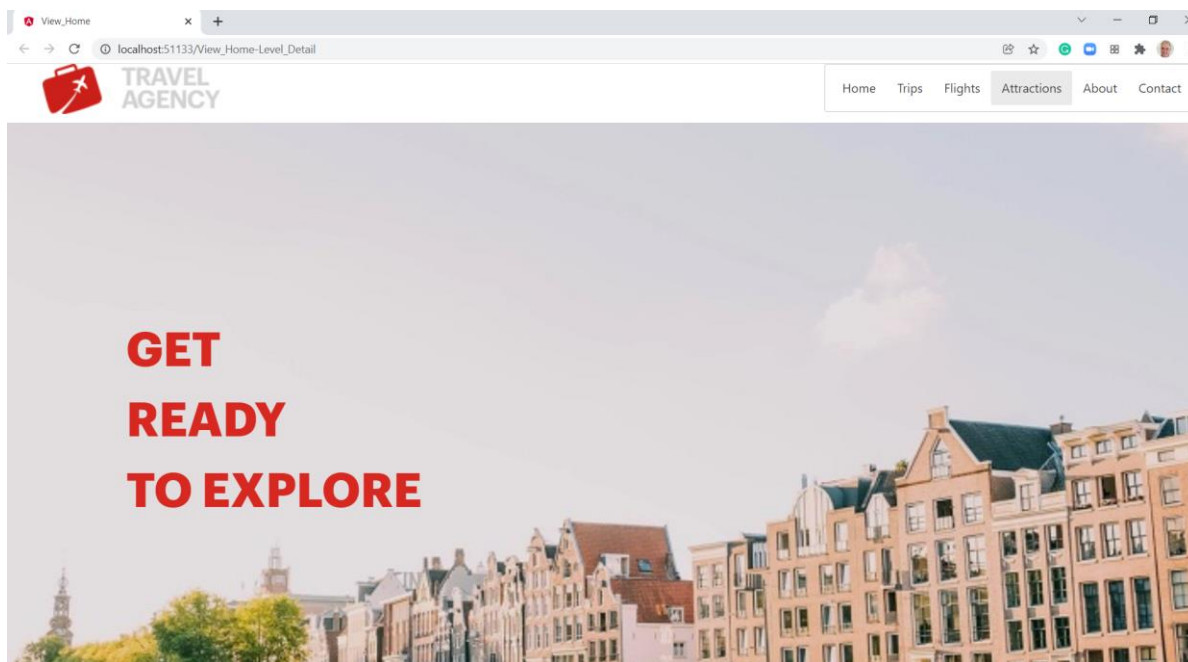 View_Home
localhost:51133/View_Home-Level_Detail
TRAVEL
AGENCY
Home Trips Flights Attractions About Contact
GET
READY
TO EXPLORE